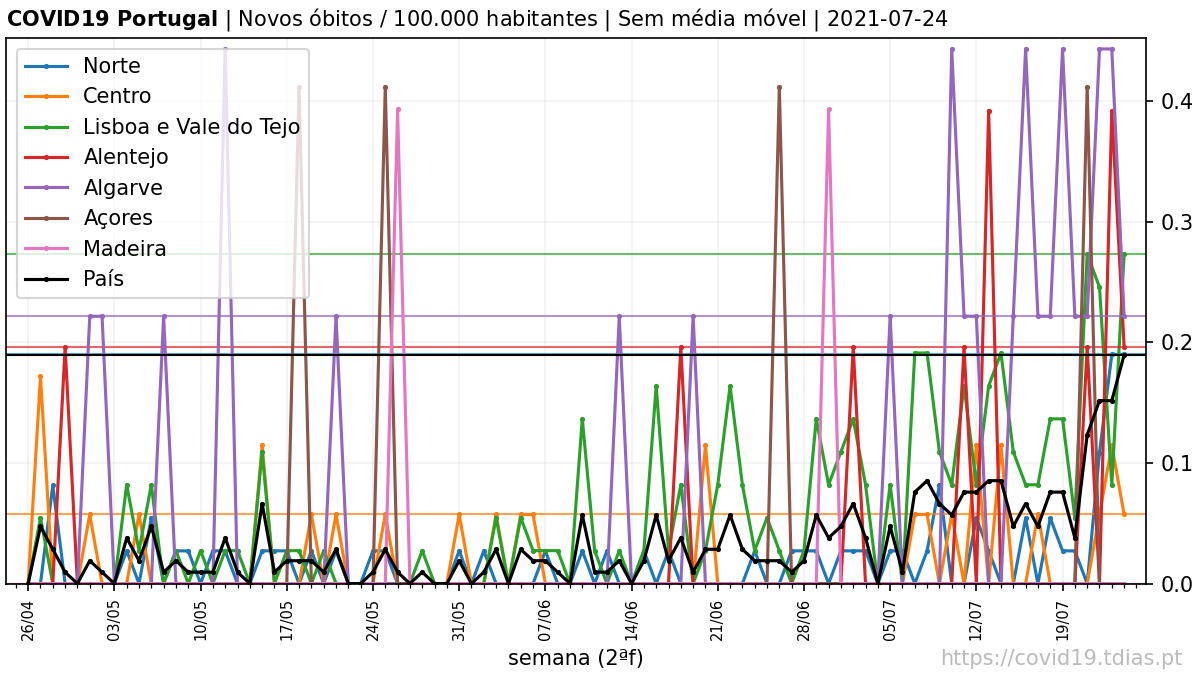 COVID19 Portugal | Novos óbitos / 100.000 habitantes | Sem média móvel | 2021-07-24
Norte
Centro
Lisboa e Vale do Tejo
Alentejo
Algarve
Açores
Madeira
País
0.4
0.3
0.2
0.1
0.0
26/04 03/05 10/05 17/05 24/05 31/05 07/06 14/06 21/06 28/06 05/07 12/07 19/07
semana (2ªf)
https://covid19.tdias.pt